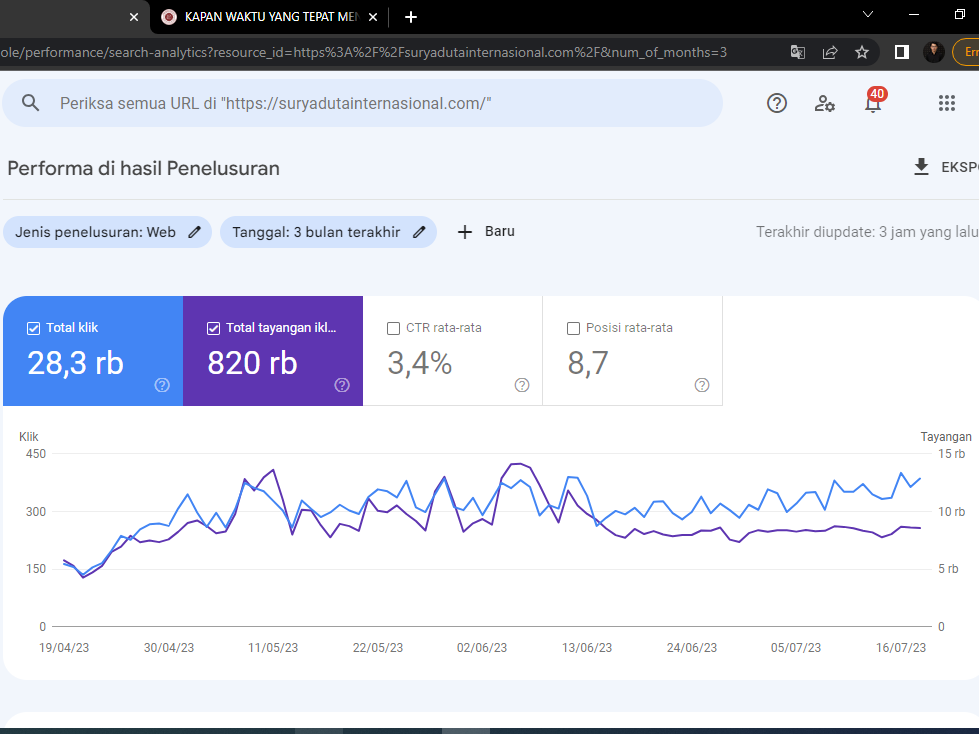 KAPAN WAKTU YANG TEPAT MEN
ole/performance/search-analytics?resource_id=https%3A%2F%2Fsuryadutainternasional.com%2F&num_of_months=3
Err
Periksa semua URL di "https://suryadutainternasional.com/"
40
Performa di hasil Penelusuran
EKSPO
Jenis penelusuran: Web
Tanggal: 3 bulan terakhir
Baru
Terakhir diupdate: 3 jam yang lalu
Total klik
28,3 rb
Total tayangan ikl...
820 rb
CTR rata-rata
3,4%
Posisi rata-rata
8,7
Klik
Tayangan
450
15 rb
300
10 rb
150
5 rb
0
0
19/04/23 30/04/23 11/05/23 22/05/23 02/06/23 13/06/23 24/06/23 05/07/23 16/07/23